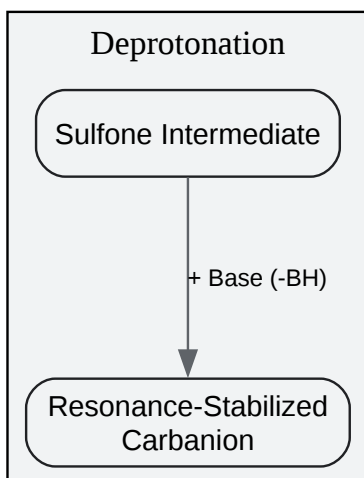 Deprotonation
Sulfone Intermediate
+ Base (-BH)
Resonance-Stabilized
Carbanion